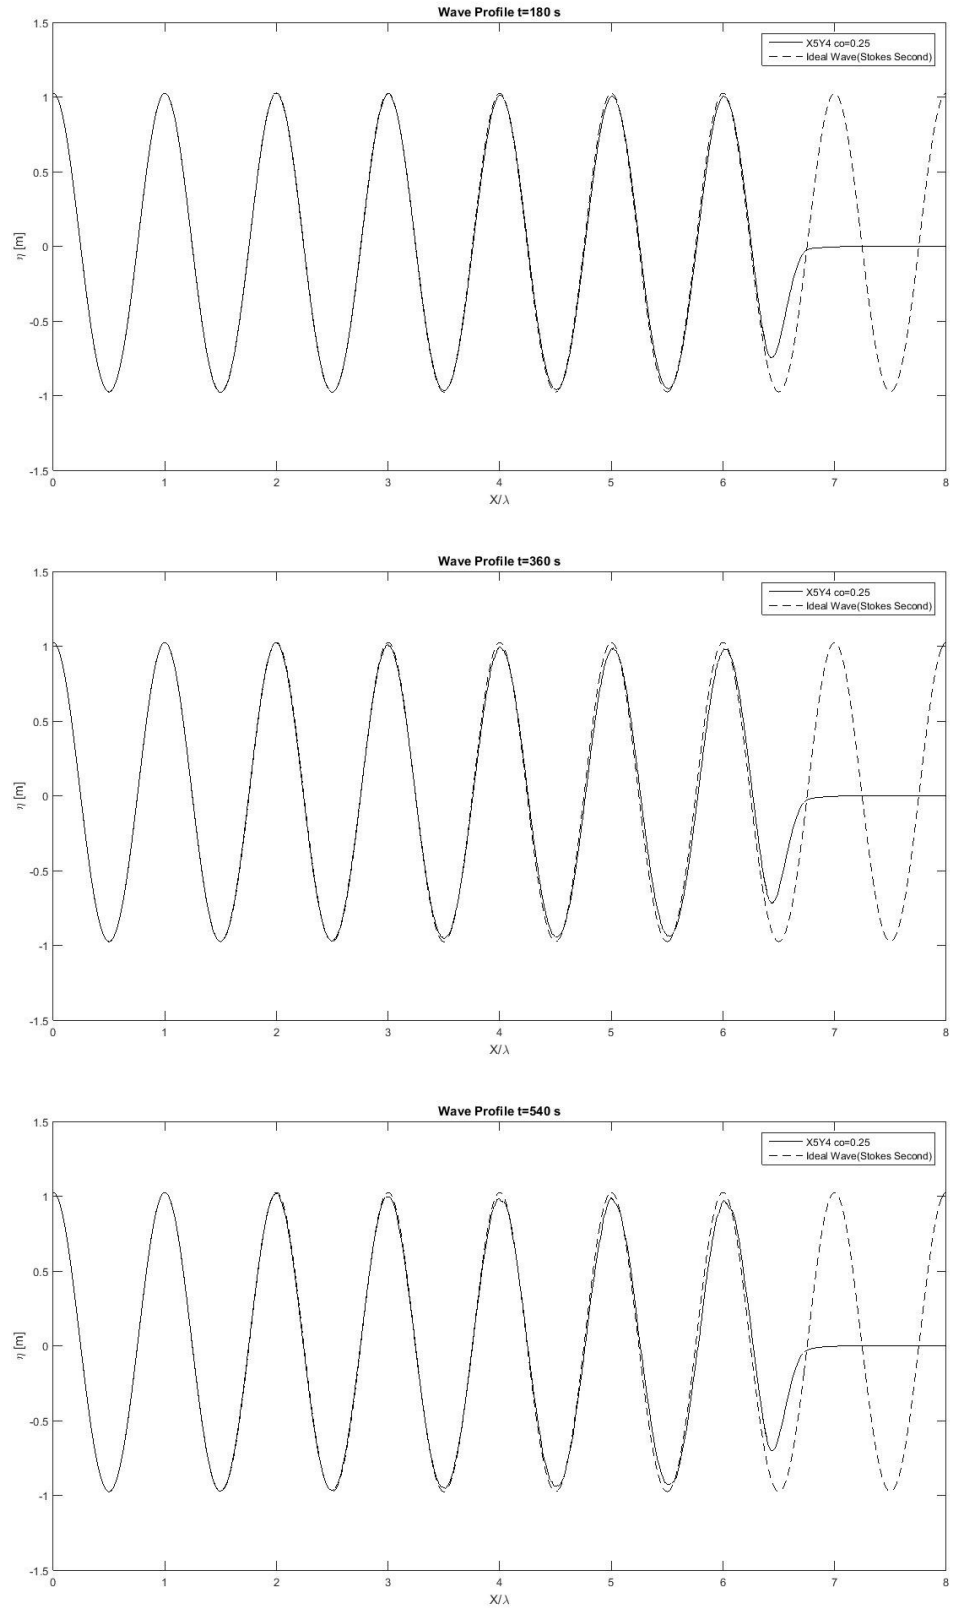 Wave Profile t=180 s
1.5
X5Y4 co=0.25
Ideal Wave(Stokes Second)
1
0.5
η [m]
0
-0.5
-1
-1.5
0 1 2 3 4 5 6 7 8
X/λ
Wave Profile t=360 s
1.5
X5Y4 co=0.25
Ideal Wave(Stokes Second)
1
0.5
η [m]
0
-0.5
-1
-1.5
0 1 2 3 4 5 6 7 8
X/λ
Wave Profile t=540 s
1.5
X5Y4 co=0.25
Ideal Wave(Stokes Second)
1
0.5
η [m]
0
-0.5
-1
-1.5
0 1 2 3 4 5 6 7 8
X/λ